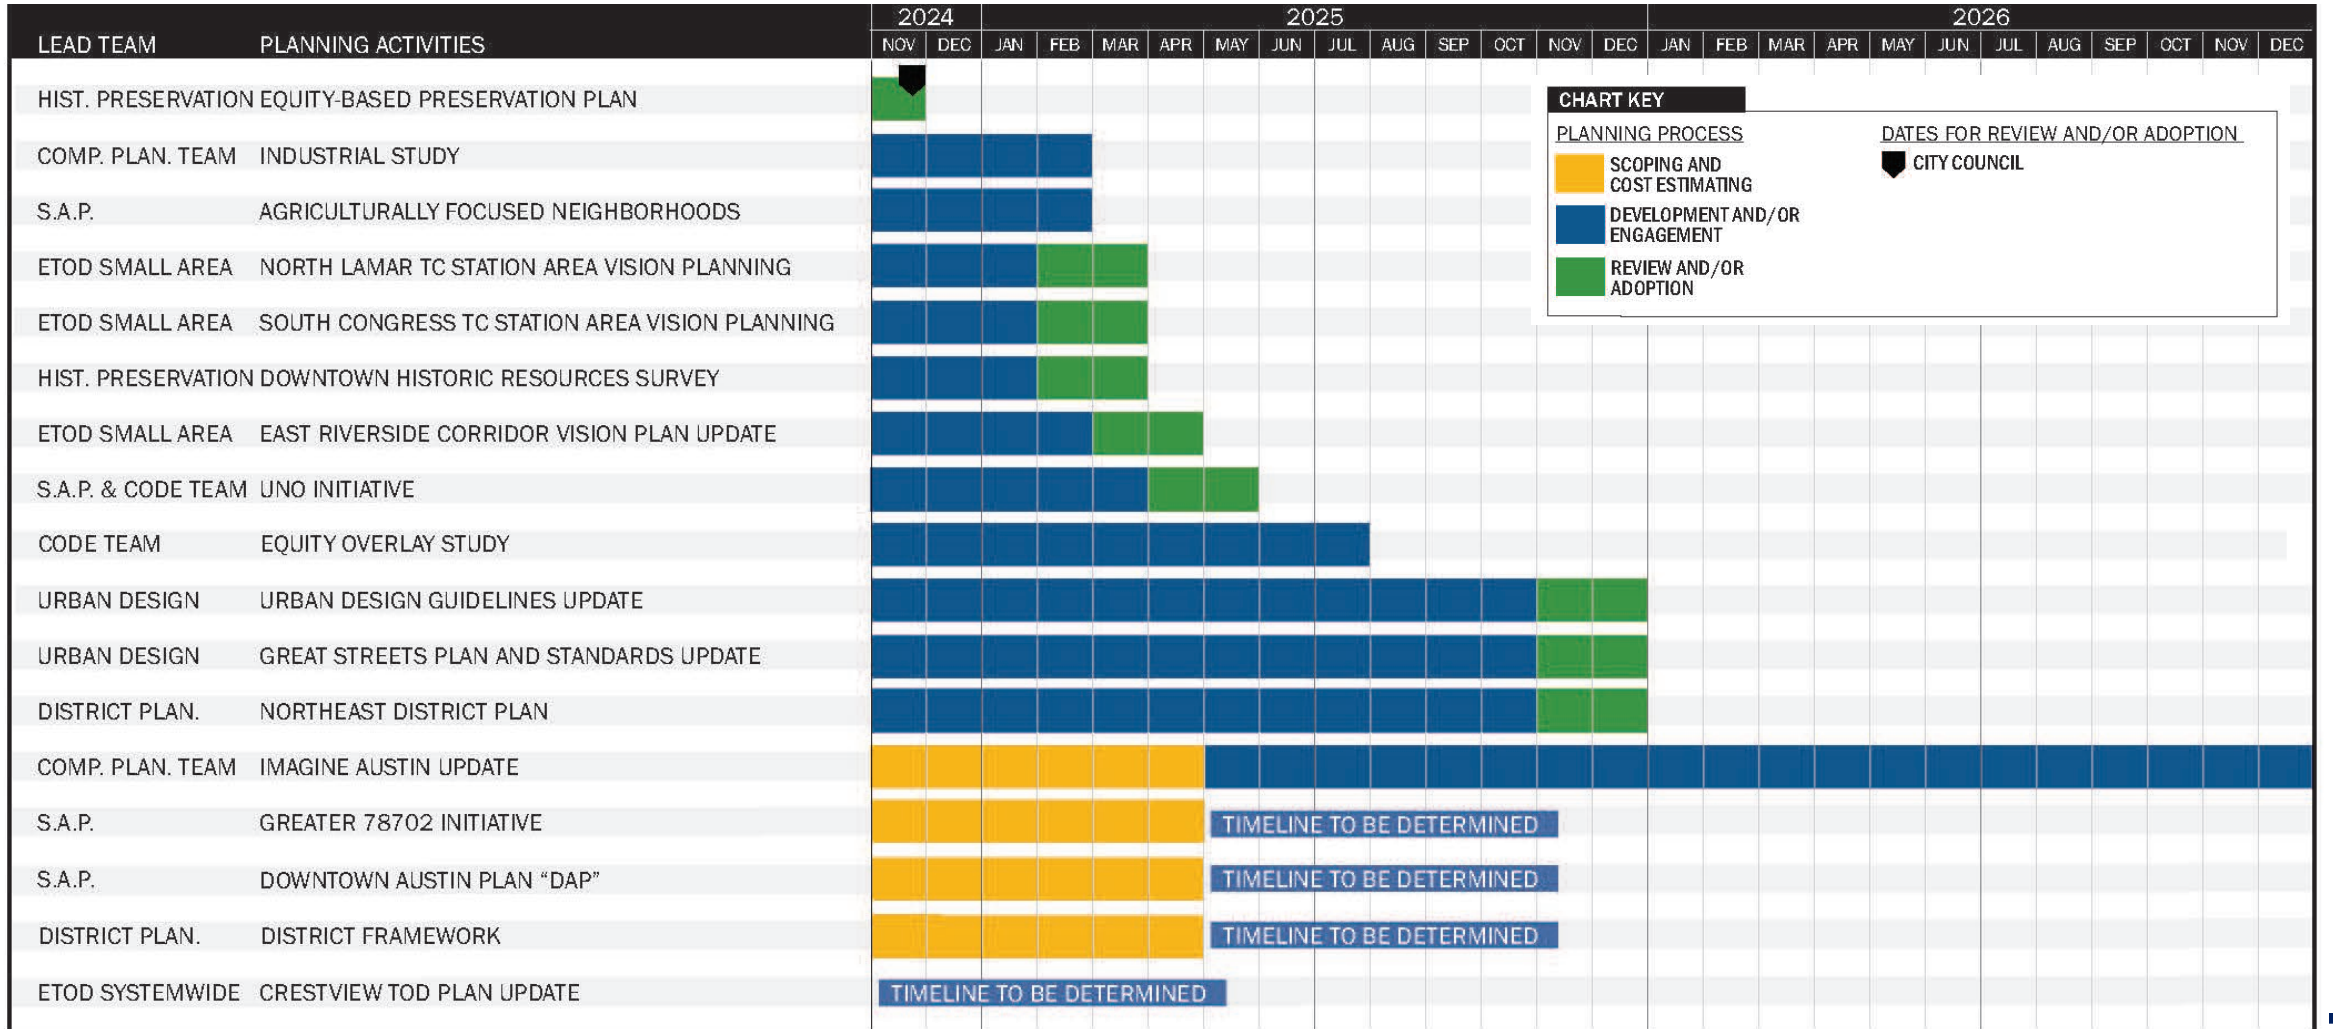 2024 2025 2026
LEAD TEAM PLANNING ACTIVITIES NOV DEC JAN FEB MAR APR MAY JUN JUL AUG SEP OCT NOV DEC JAN FEB MAR APR MAY JUN JUL AUG SEP OCT NOV DEC
HIST. PRESERVATION EQUITY-BASED PRESERVATION PLAN
COMP. PLAN. TEAM INDUSTRIAL STUDY
S.A.P. AGRICULTURALLY FOCUSED NEIGHBORHOODS
ETOD SMALL AREA NORTH LAMAR TC STATION AREA VISION PLANNING
ETOD SMALL AREA SOUTH CONGRESS TC STATION AREA VISION PLANNING
HIST. PRESERVATION DOWNTOWN HISTORIC RESOURCES SURVEY
ETOD SMALL AREA EAST RIVERSIDE CORRIDOR VISION PLAN UPDATE
S.A.P. & CODE TEAM UNO INITIATIVE
CODE TEAM EQUITY OVERLAY STUDY
URBAN DESIGN URBAN DESIGN GUIDELINES UPDATE
URBAN DESIGN GREAT STREETS PLAN AND STANDARDS UPDATE
DISTRICT PLAN. NORTHEAST DISTRICT PLAN
COMP. PLAN. TEAM IMAGINE AUSTIN UPDATE
S.A.P. GREATER 78702 INITIATIVE TIMELINE TO BE DETERMINED
S.A.P. DOWNTOWN AUSTIN PLAN “DAP” TIMELINE TO BE DETERMINED
DISTRICT PLAN. DISTRICT FRAMEWORK TIMELINE TO BE DETERMINED
ETOD SYSTEMWIDE CRESTVIEW TOD PLAN UPDATE TIMELINE TO BE DETERMINED
CHART KEY
PLANNING PROCESS
SCOPING AND
COST ESTIMATING
DEVELOPMENT AND/OR
ENGAGEMENT
REVIEW AND/OR
ADOPTION
DATES FOR REVIEW AND/OR ADOPTION
CITY COUNCIL